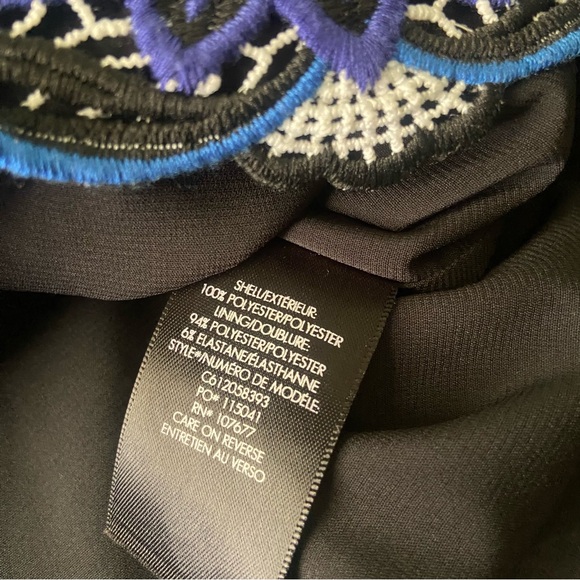 SHELL/EXTÉRIEUR:
100% POLYESTER/POLYESTER
LINING/DOUBLURE:
94% POLYESTER/POLYESTER
6% ELASTANE/ÉLASTHANNE
STYLE#/NUMÉRO DE MODÈLE:
C612058393
PO# 115041
RN# 107677
CARE ON REVERSE
ENTRETIEN AU VERSO